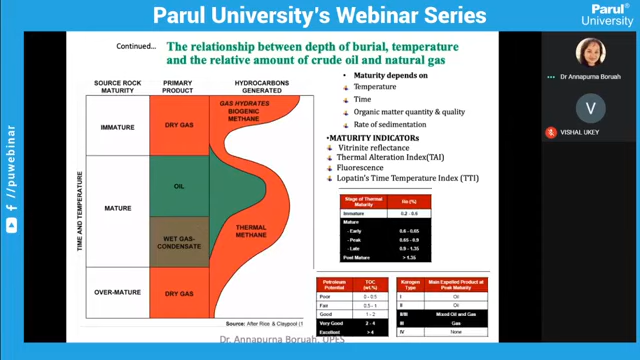 Parul University's Webinar Series
Parul®
University
Continued...
The relationship between depth of burial, temperature
and the relative amount of crude oil and natural gas
SOURCE ROCK
MATURITY
PRIMARY
PRODUCT
HYDROCARBONS
GENERATED
IMMATURE
DRY GAS
GAS HYDRATES
BIOGENIC
METHANE
MATURE
OIL
WET GAS-
CONDENSATE
THERMAL
METHANE
OVER-MATURE
DRY GAS
TIME AND TEMPERATURE
Source: After Rice & Claypool (1
Maturity depends on
Temperature
Time
Organic matter quantity & quality
Rate of sedimentation
MATURITY INDICATORS
Vitrinite reflectance
Thermal Alteration Index(TAI)
Fluorescence
Lopatin's Time Temperature Index (TTI)
Stage of Thermal
Maturity
Ro (%)
Immature 0.2 - 0.6
Mature
- Early 0.6 - 0.65
- Peak 0.65 - 0.9
- Late 0.9 - 1.35
Post Mature > 1.35
Petroleum
Potential
TOC
(wt.%)
Poor 0 - 0.5
Fair 0.5 - 1
Good 1 - 2
Very Good 2 - 4
Excellent > 4
Kerogen
Type
Main Expelled Product at
Peak Maturity
I Oil
II Oil
II/III Mixed Oil and Gas
III Gas
IV None
Dr. Annapurna Boruah, UPES
Dr Annapurna Boruah
V
VISHAL UKEY
/puwebinar